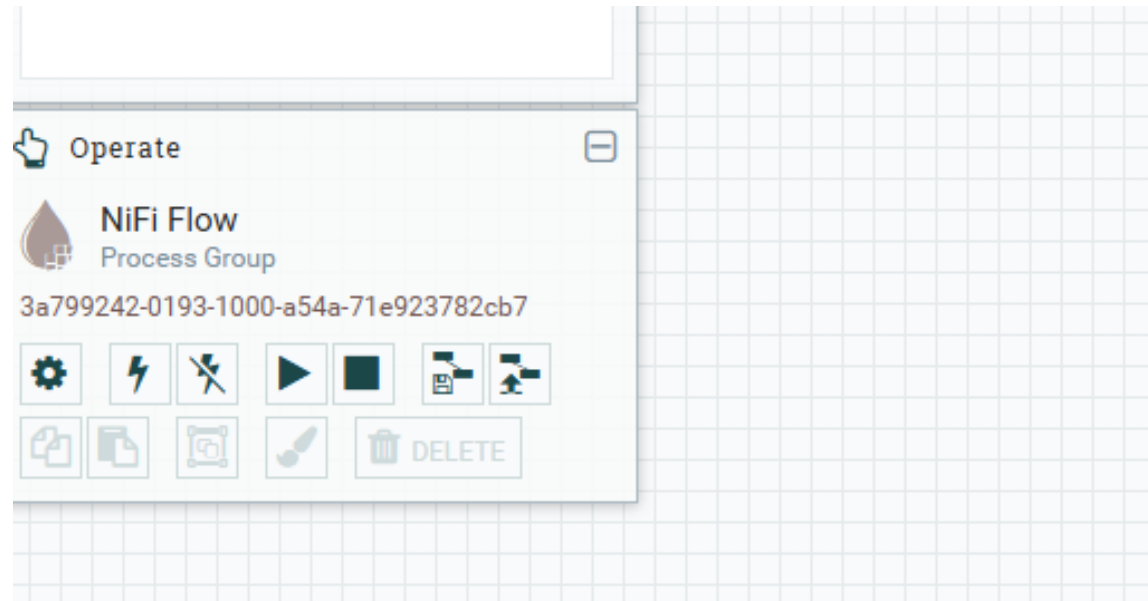 Operate
NiFi Flow
Process Group
3a799242-0193-1000-a54a-71e923782cb7
DELETE